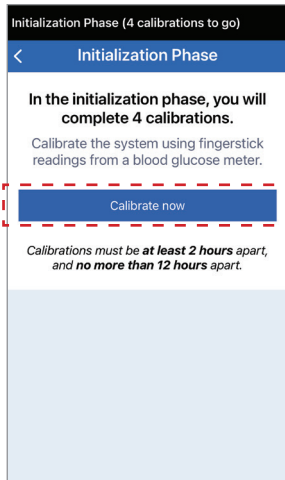 Initialization Phase (4 calibrations to go)
Initialization Phase
In the initialization phase, you will
complete 4 calibrations.
Calibrate the system using fingerstick
readings from a blood glucose meter.
Calibrate now
Calibrations must be at least 2 hours apart,
and no more than 12 hours apart.